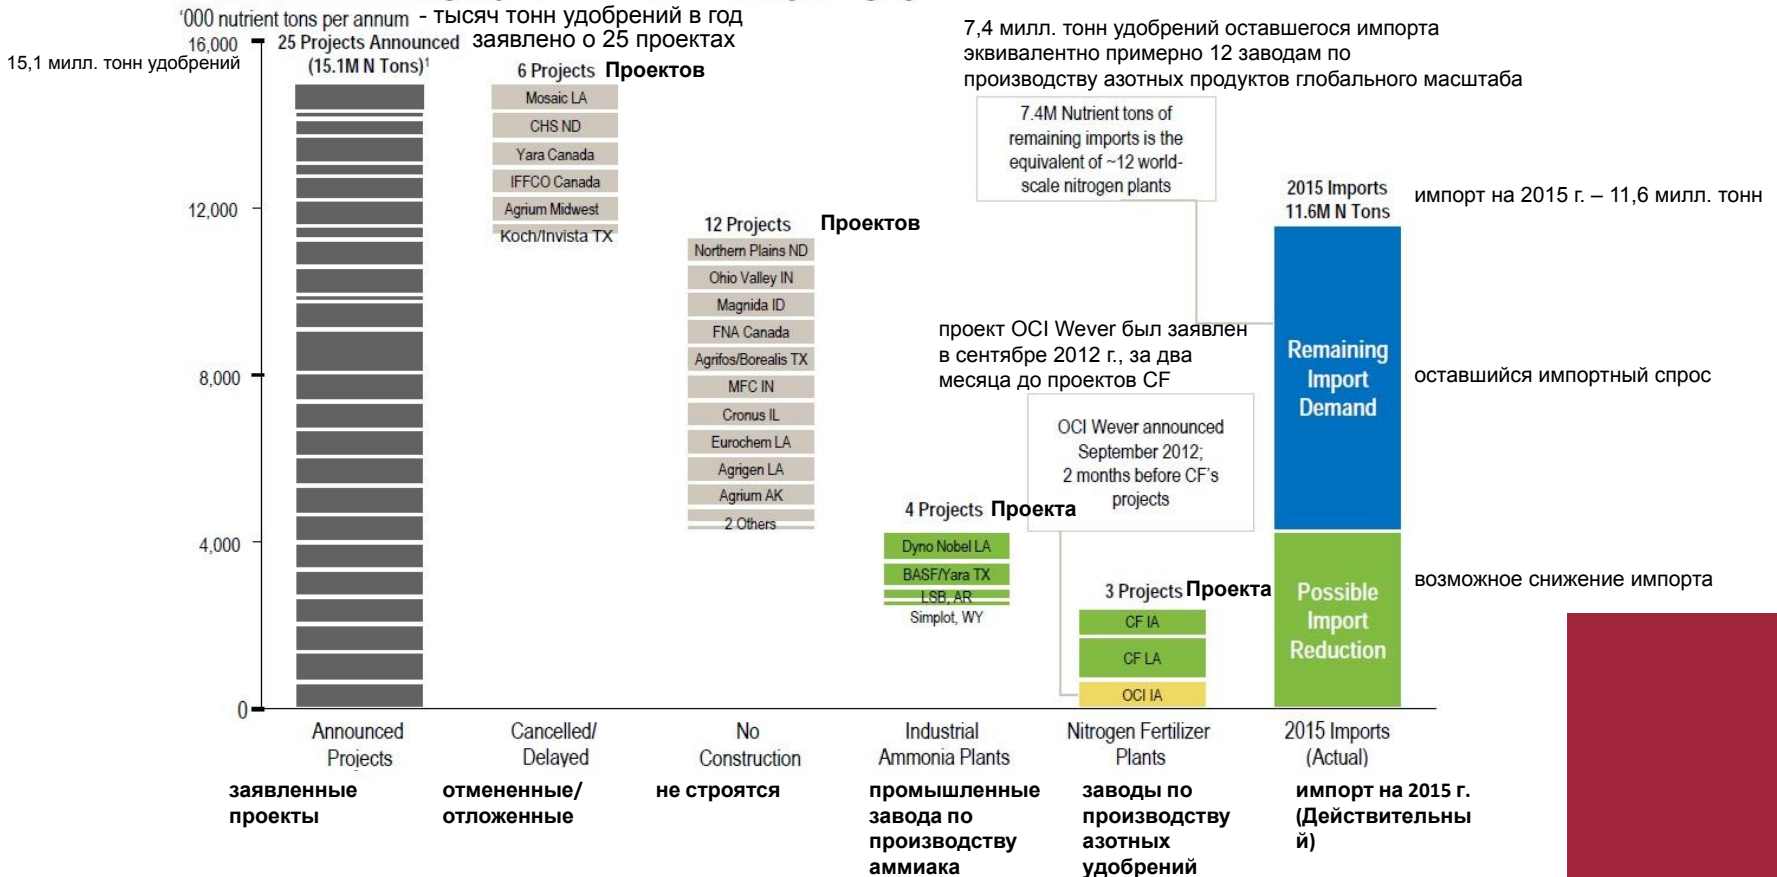 '000 nutrient tons per annum - тысяч тонн удобрений в год
16,000
25 Projects Announced заявлено о 25 проектах
(15.1M N Tons)¹
15,1 милл. тонн удобрений
6 Projects Проектов
Mosaic LA
CHS ND
Yara Canada
IFFCO Canada
Agrium Midwest
Koch/Invista TX
12,000
12 Projects Проектов
Northern Plains ND
Ohio Valley IN
Magnida ID
FNA Canada
Agrifos/Borealis TX
MFC IN
Cronus IL
Eurochem LA
Agrigen LA
Agrium AK
2 Others
8,000
7,4 милл. тонн удобрений оставшегося импорта
эквивалентно примерно 12 заводам по
производству азотных продуктов глобального масштаба
7.4M Nutrient tons of
remaining imports is the
equivalent of ~12 world-
scale nitrogen plants
2015 Imports
11.6M N Tons
импорт на 2015 г. – 11,6 милл. тонн
проект OCI Wever был заявлен
в сентябре 2012 г., за два
месяца до проектов CF
OCI Wever announced
September 2012;
2 months before CF's
projects
Remaining
Import
Demand
оставшийся импортный спрос
4,000
4 Projects Проекта
Dyno Nobel LA
BASF/Yara TX
LSB, AR
Simplot, WY
3 Projects Проекта
CF IA
CF LA
OCI IA
Possible
Import
Reduction
возможное снижение импорта
0
Announced
Projects
Cancelled/
Delayed
No
Construction
Industrial
Ammonia Plants
Nitrogen Fertilizer
Plants
2015 Imports
(Actual)
заявленные
проекты
отмененные/
отложенные
не строятся
промышленные
завода по
производству
аммиака
заводы по
производству
азотных
удобрений
импорт на 2015 г.
(Действительны
й)